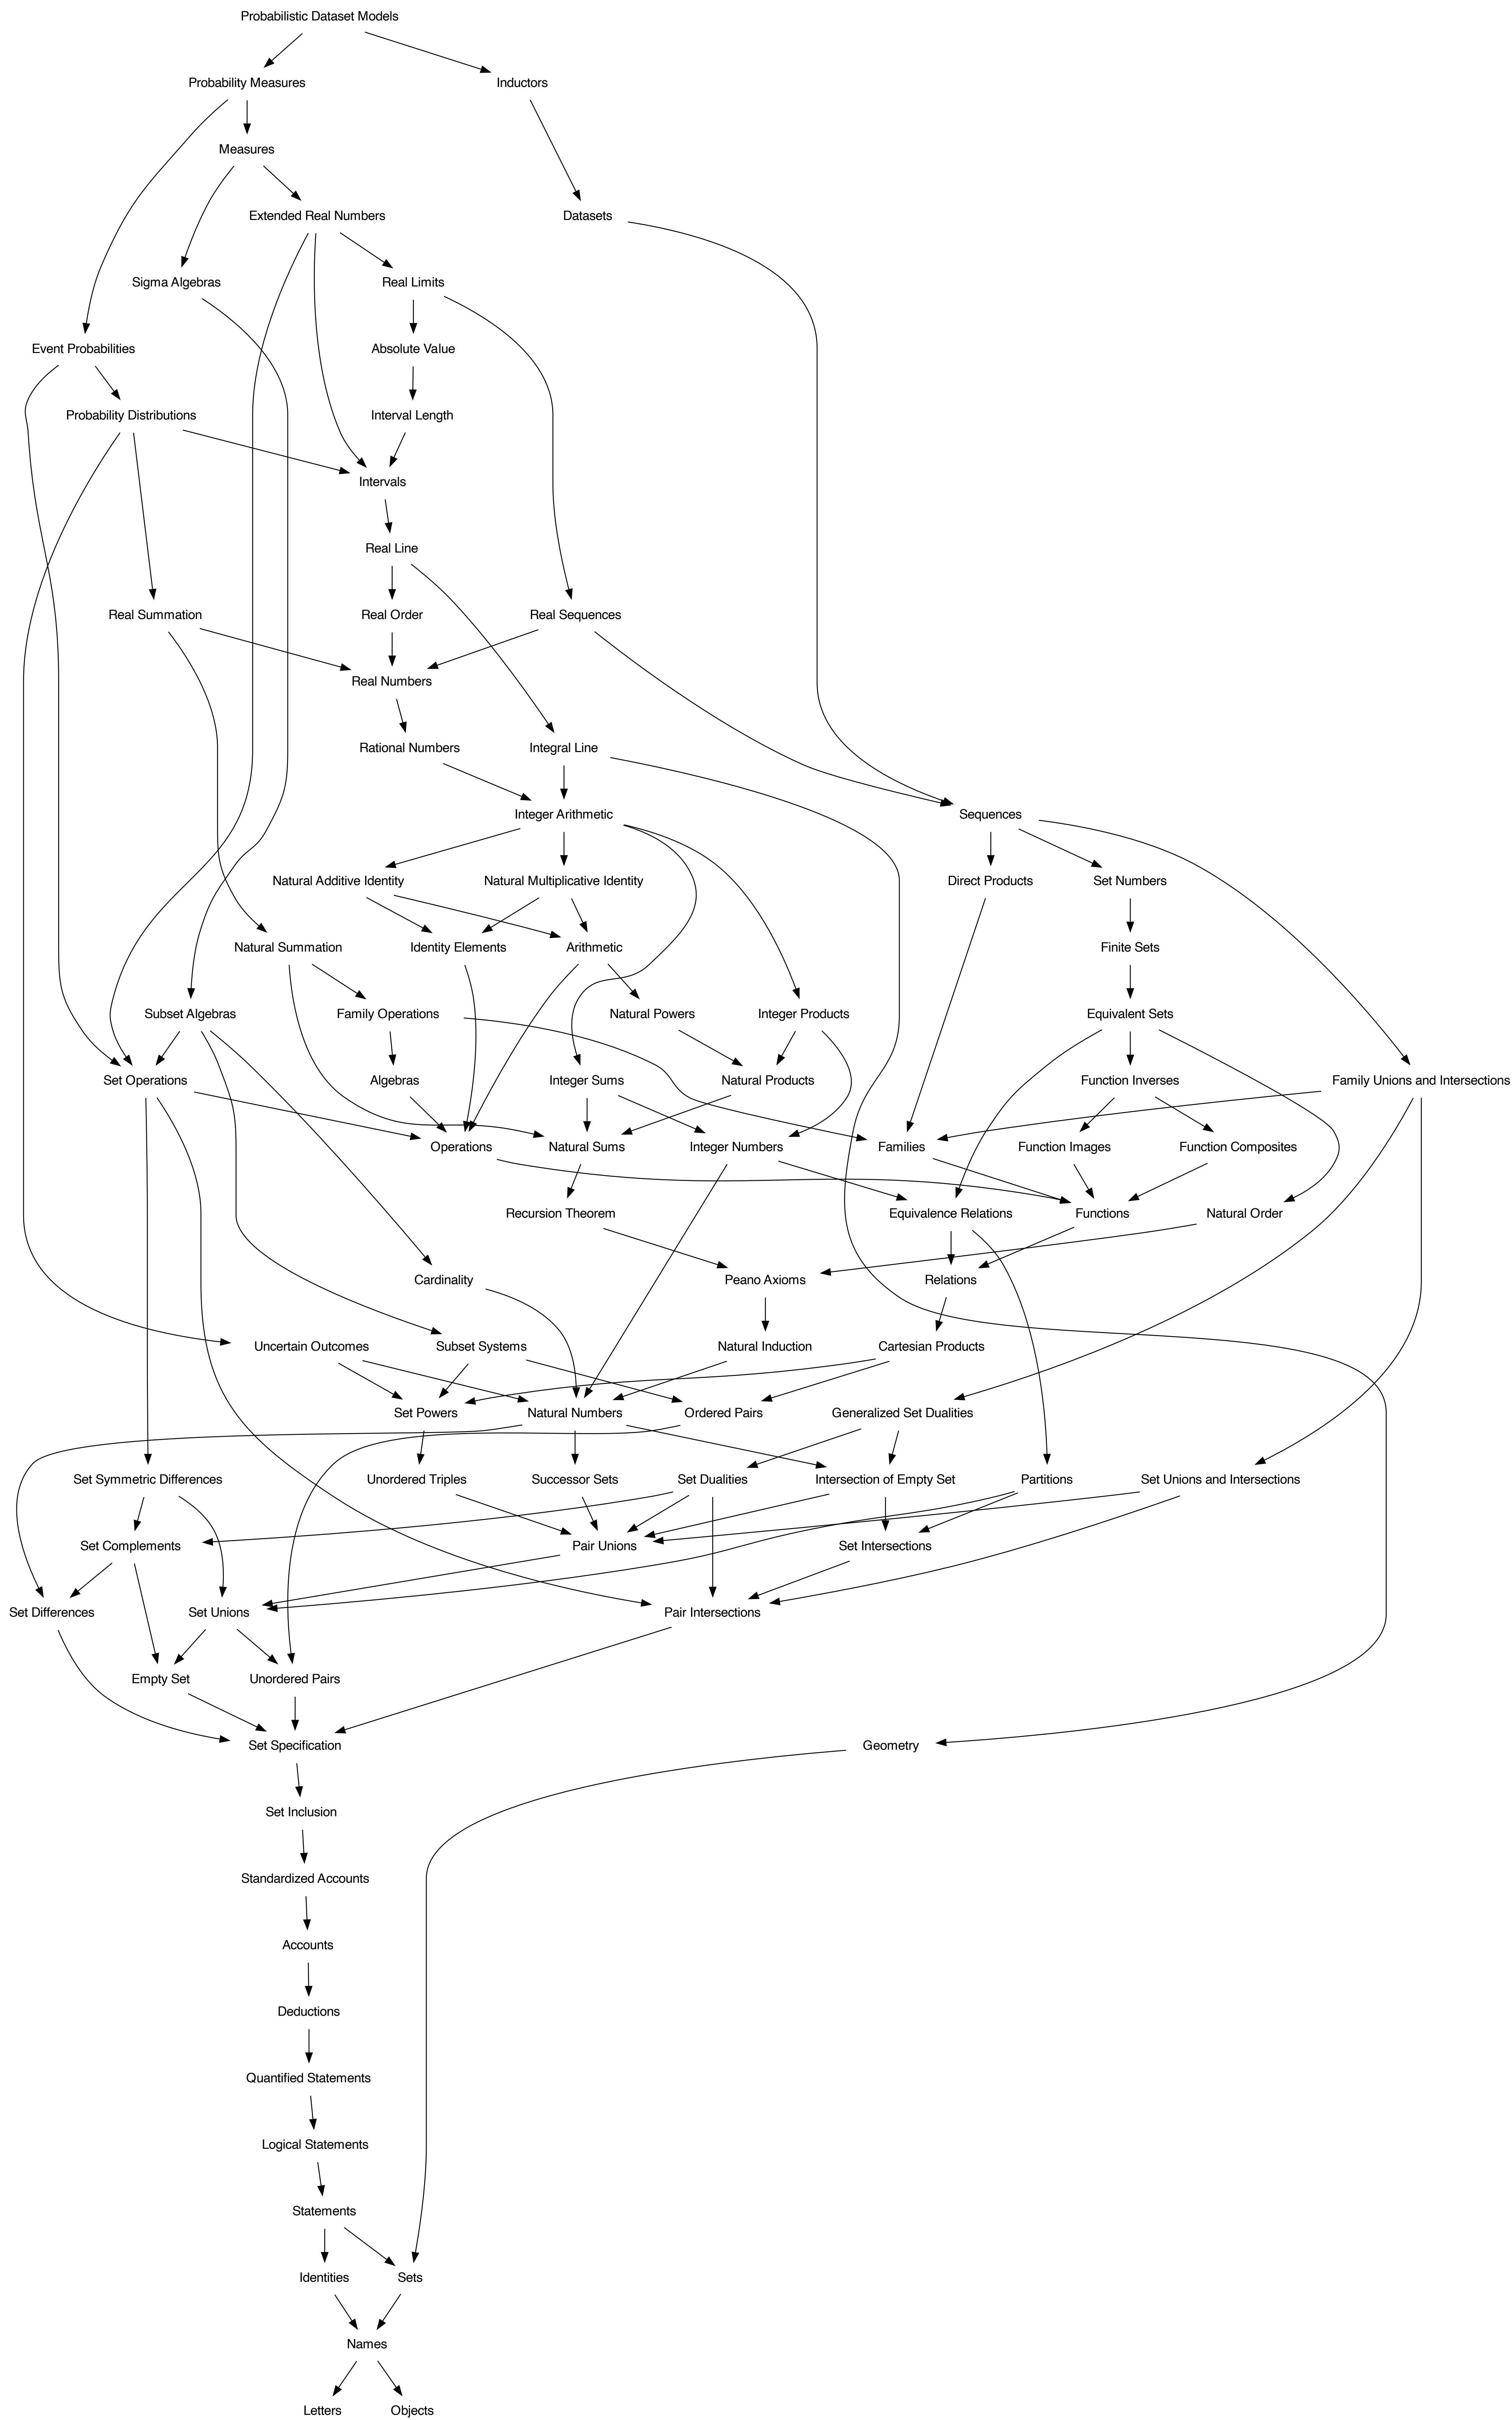 Probabilistic Dataset Models
Probability Measures
Inductors
Measures
Extended Real Numbers
Datasets
Sigma Algebras
Real Limits
Event Probabilities
Absolute Value
Probability Distributions
Interval Length
Intervals
Real Line
Real Summation
Real Order
Real Sequences
Real Numbers
Rational Numbers
Integral Line
Integer Arithmetic
Sequences
Natural Additive Identity
Natural Multiplicative Identity
Direct Products
Set Numbers
Natural Summation
Identity Elements
Arithmetic
Finite Sets
Subset Algebras
Family Operations
Natural Powers
Integer Products
Equivalent Sets
Set Operations
Algebras
Integer Sums
Natural Products
Function Inverses
Family Unions and Intersections
Operations
Natural Sums
Integer Numbers
Families
Function Images
Function Composites
Recursion Theorem
Equivalence Relations
Functions
Natural Order
Cardinality
Peano Axioms
Relations
Uncertain Outcomes
Subset Systems
Natural Induction
Cartesian Products
Set Powers
Natural Numbers
Ordered Pairs
Generalized Set Dualities
Set Symmetric Differences
Unordered Triples
Successor Sets
Set Dualities
Intersection of Empty Set
Partitions
Set Unions and Intersections
Set Complements
Pair Unions
Set Intersections
Set Differences
Set Unions
Pair Intersections
Empty Set
Unordered Pairs
Set Specification
Geometry
Set Inclusion
Standardized Accounts
Accounts
Deductions
Quantified Statements
Logical Statements
Statements
Identities
Sets
Names
Letters
Objects